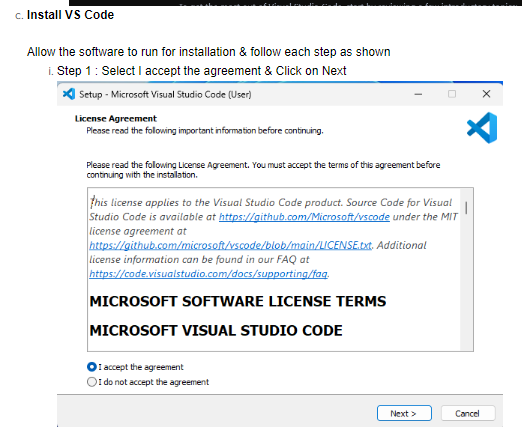 c. Install VS Code
Allow the software to run for installation & follow each step as shown
i. Step 1 : Select I accept the agreement & Click on Next
Setup - Microsoft Visual Studio Code (User)
License Agreement
Please read the following important information before continuing.
Please read the following License Agreement. You must accept the terms of this agreement before
continuing with the installation.
This license applies to the Visual Studio Code product. Source Code for Visual
Studio Code is available at https://github.com/Microsoft/vscode under the MIT
license agreement at
https://github.com/microsoft/vscode/blob/main/LICENSE.txt. Additional
license information can be found in our FAQ at
https://code.visualstudio.com/docs/supporting/faq.
MICROSOFT SOFTWARE LICENSE TERMS
MICROSOFT VISUAL STUDIO CODE
I accept the agreement
I do not accept the agreement
Next >
Cancel